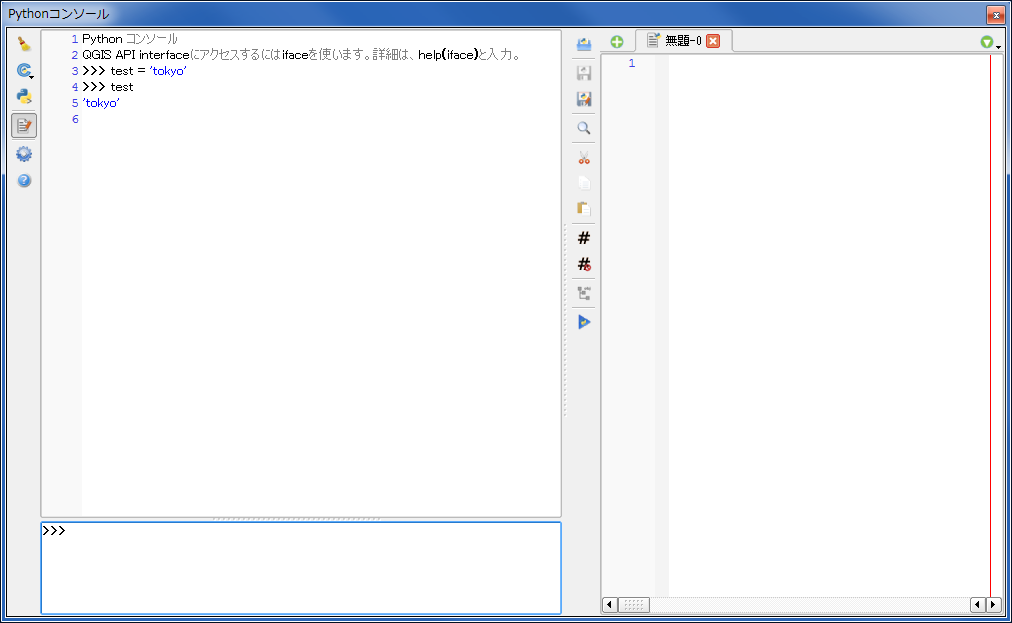 Pythonコンソール
1 Python コンソール
2 QGIS API interfaceにアクセスするにはifaceを使います。詳細は、help(iface)と入力。
3 >>> test = 'tokyo'
4 >>> test
5 'tokyo'
6
>>>
無題-0
1